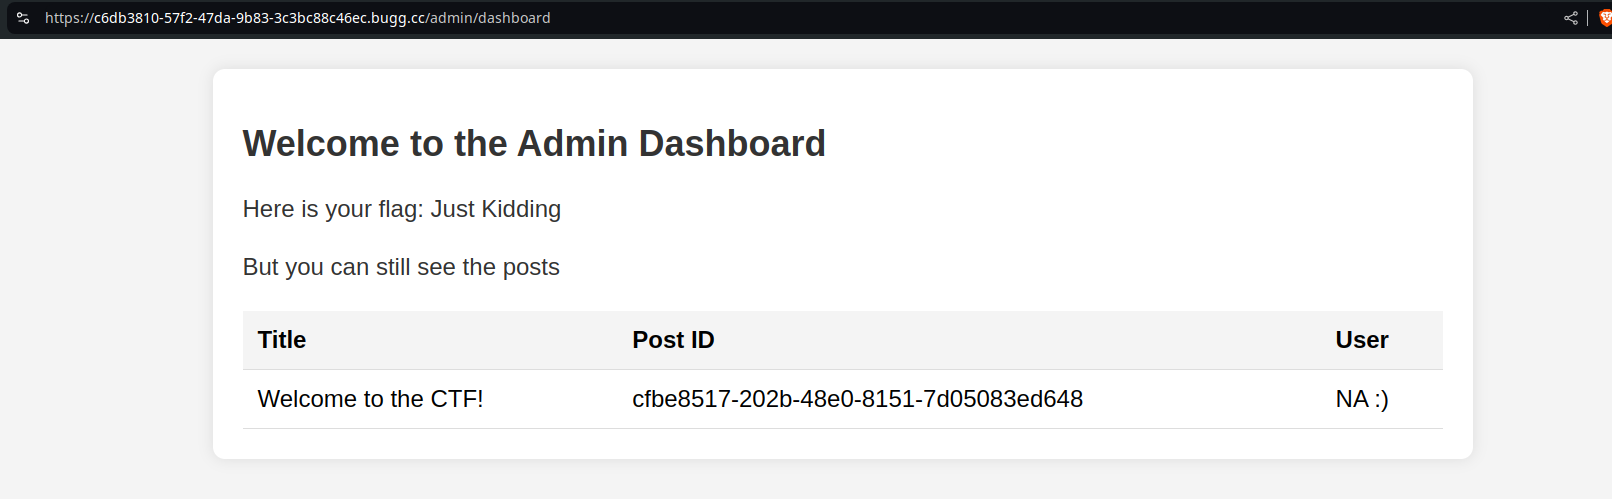 https://c6db3810-57f2-47da-9b83-3c3bc88c46ec.bugg.cc/admin/dashboard
Welcome to the Admin Dashboard
Here is your flag: Just Kidding
But you can still see the posts
Title Post ID User
Welcome to the CTF! cfbe8517-202b-48e0-8151-7d05083ed648 NA :)